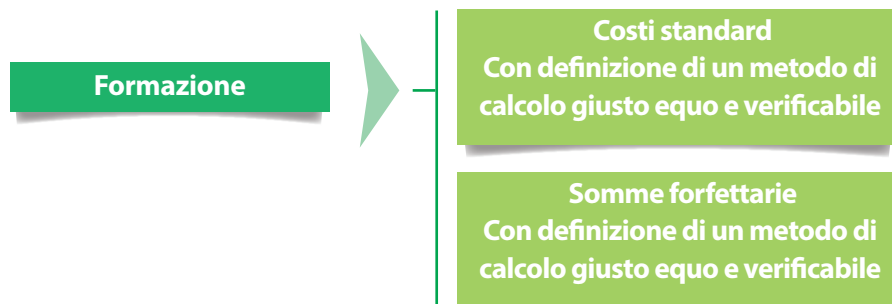 Formazione
Costi standard
Con definizione di un metodo di
calcolo giusto equo e verificabile
Somme forfettarie
Con definizione di un metodo di
calcolo giusto equo e verificabile